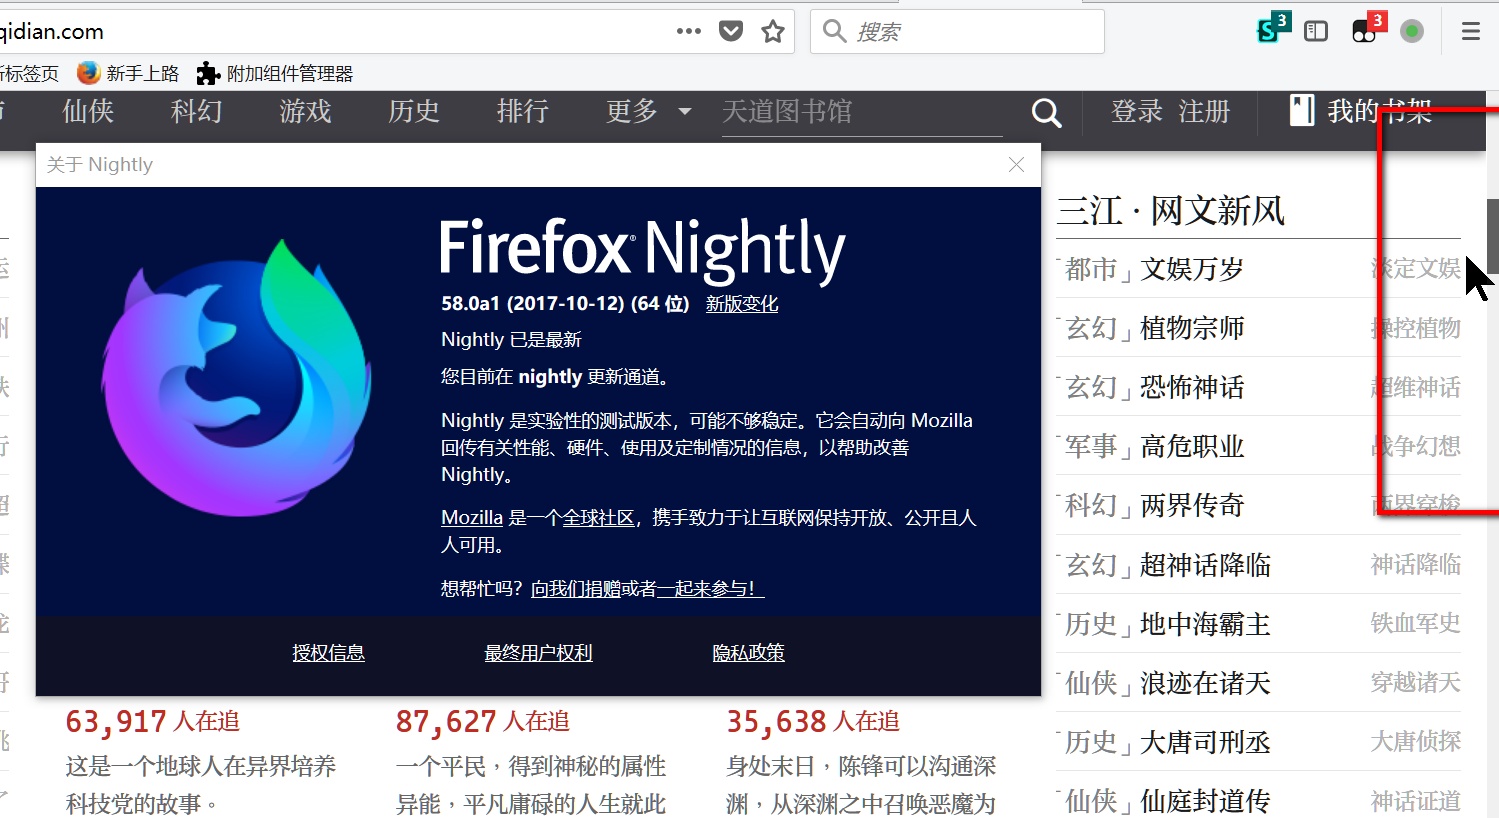 qidian.com
搜索
3
3
新标签页 新手上路 附加组件管理器
仙侠 科幻 游戏 历史 排行 更多 天道图书馆 登录 注册 我的书架
关于 Nightly
Firefox® Nightly
58.0a1 (2017-10-12) (64 位) 新版变化
Nightly 已是最新
您目前在 nightly 更新通道。
Nightly 是实验性的测试版本，可能不够稳定。它会自动向 Mozilla
回传有关性能、硬件、使用及定制情况的信息，以帮助改善
Nightly。
Mozilla 是一个全球社区，携手致力于让互联网保持开放、公开且人
人可用。
想帮忙吗？向我们捐赠或者一起来参与！
授权信息 最终用户权利 隐私政策
三江 · 网文新风
「都市」文娱万岁 淡定文娱
「玄幻」植物宗师 操控植物
「玄幻」恐怖神话 超维神话
「军事」高危职业 战争幻想
「科幻」两界传奇 两界穿梭
「玄幻」超神话降临 神话降临
「历史」地中海霸主 铁血军史
「仙侠」浪迹在诸天 穿越诸天
「历史」大唐司刑丞 大唐侦探
「仙侠」仙庭封道传 神话证道
63,917 人在追
这是一个地球人在异界培养
科技党的故事。
87,627 人在追
一个平民，得到神秘的属性
异能，平凡庸碌的人生就此
35,638 人在追
身处末日，陈锋可以沟通深
渊，从深渊之中召唤恶魔为